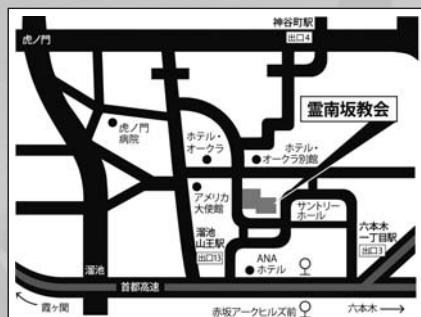 神谷町駅
出口4
虎ノ門
霊南坂教会
虎ノ門
病院
ホテル・
オークラ
ホテル・
オークラ別館
アメリカ
大使館
サントリー
ホール
溜池
山王駅
出口13
六本木
一丁目駅
出口3
ANA
ホテル
溜池
首都高速
霞ヶ関
赤坂アークヒルズ前
六本木